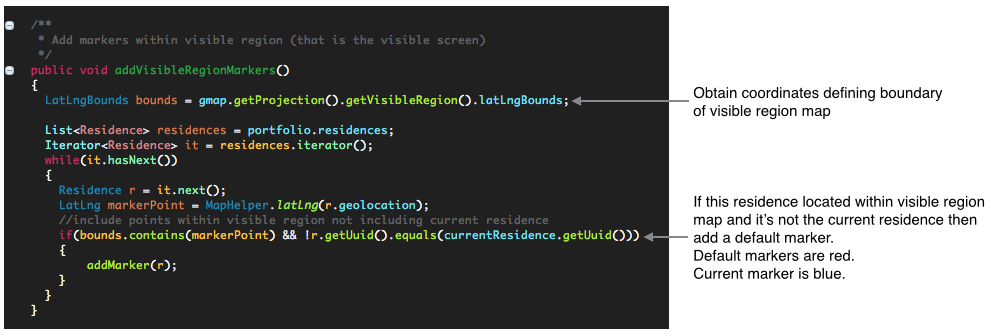 /**
 * Add markers within visible region (that is the visible screen)
 */
public void addVisibleRegionMarkers()
{
  LatLngBounds bounds = gmap.getProjection().getVisibleRegion().latLngBounds;
  List<Residence> residences = portfolio.residences;
  Iterator<Residence> it = residences.iterator();
  while(it.hasNext())
  {
    Residence r = it.next();
    LatLng markerPoint = MapHelper.latLng(r.geolocation);
    //include points within visible region not including current residence
    if(bounds.contains(markerPoint) && !r.getUuid().equals(currentResidence.getUuid()))
    {
        addMarker(r);
    }
  }
}
Obtain coordinates defining boundary
of visible region map
If this residence located within visible region
map and it's not the current residence then
add a default marker.
Default markers are red.
Current marker is blue.